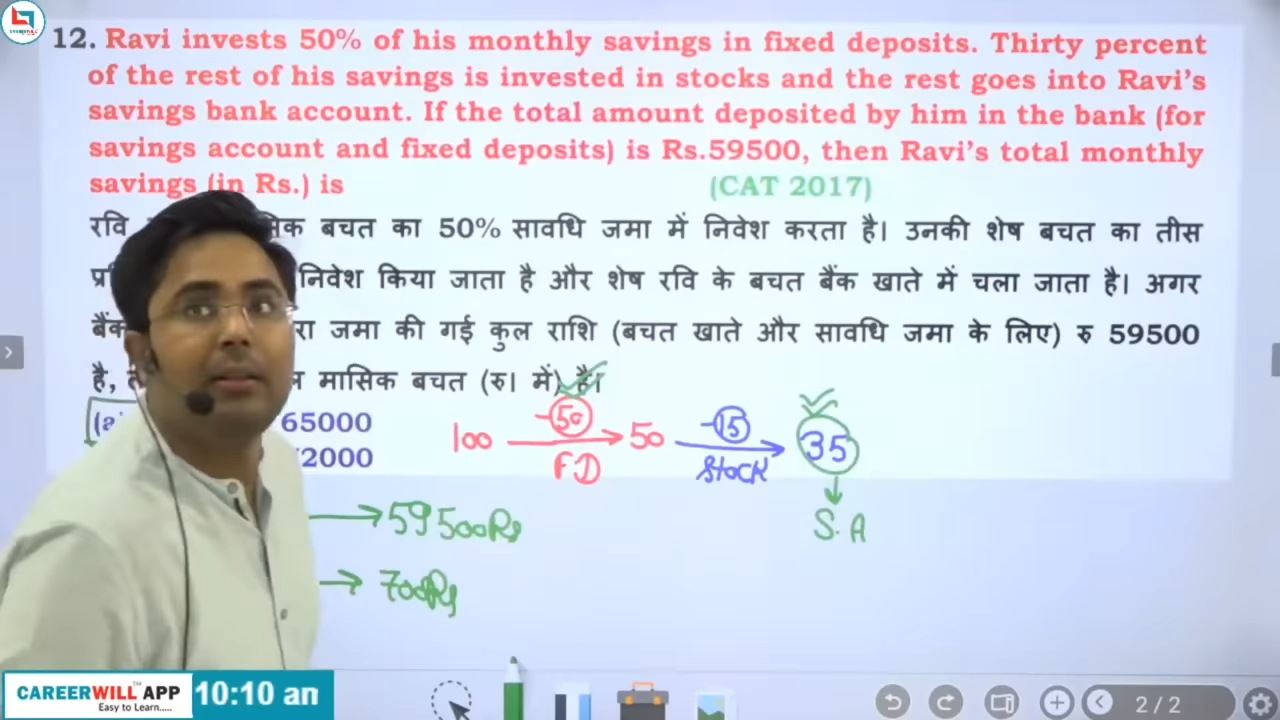 12. Ravi invests 50% of his monthly savings in fixed deposits. Thirty percent
of the rest of his savings is invested in stocks and the rest goes into Ravi's
savings bank account. If the total amount deposited by him in the bank (for
savings account and fixed deposits) is Rs.59500, then Ravi's total monthly
savings (in Rs.) is (CAT 2017)
रवि 50% सावधि जमा में निवेश करता है। उनकी शेष बचत का तीस
निवेश किया जाता है और शेष रवि के बचत बैंक खाते में चला जाता है। अगर
जमा की गई कुल राशि (बचत खाते और सावधि जमा के लिए) रु 59500
है, मासिक बचत (रु। में) है।
(a) 65000
2000
100 -50 FD 50 -15 Stock 35
S.A
→ 59500Rs
→ 700Rs
CAREERWILL APP
Easy to Learn.....
10:10 an
2 / 2